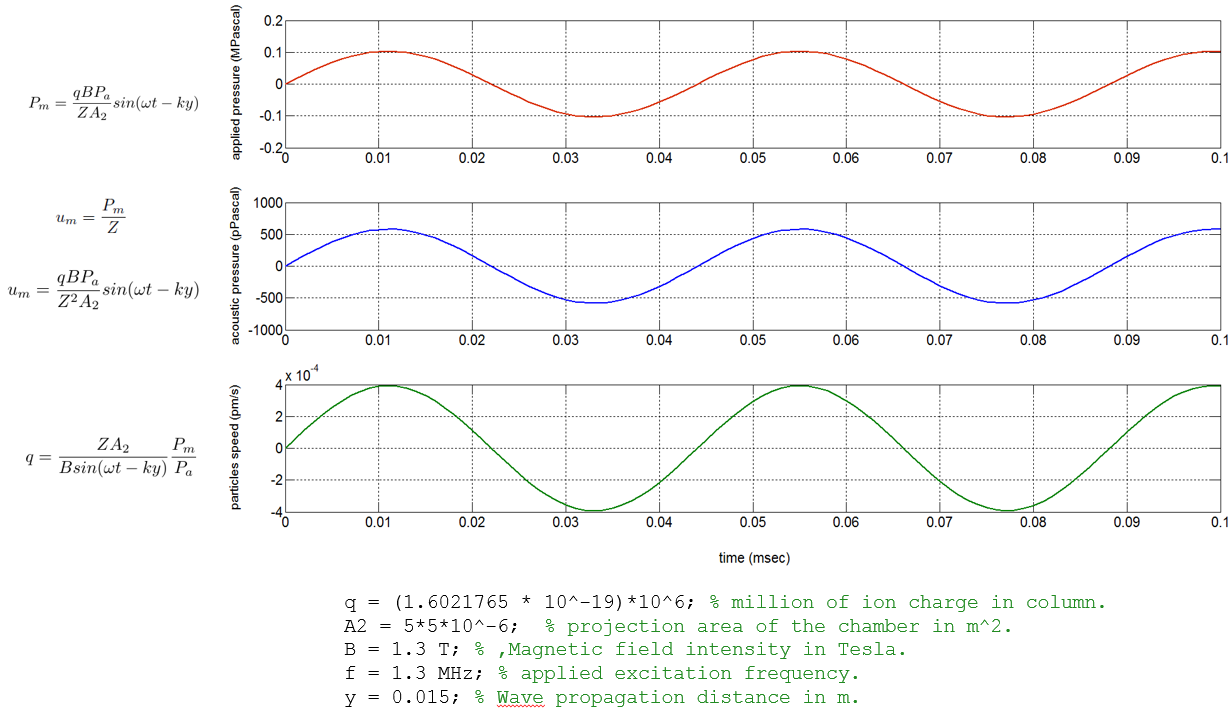 applied pressure (MPascal)
0.2
0.1
0
-0.1
-0.2
0 0.01 0.02 0.03 0.04 0.05 0.06 0.07 0.08 0.09 0.1
P_m = \frac{qBP_a}{ZA_2} sin(ωt − ky)
acoustic pressure (pPascal)
1000
500
0
-500
-1000
0 0.01 0.02 0.03 0.04 0.05 0.06 0.07 0.08 0.09 0.1
u_m = \frac{P_m}{Z}
u_m = \frac{qBP_a}{Z^2A_2} sin(ωt − ky)
particles speed (pm/s)
x 10^-4
4
2
0
-2
-4
0 0.01 0.02 0.03 0.04 0.05 0.06 0.07 0.08 0.09 0.1
q = \frac{ZA_2}{Bsin(ωt − ky)} \frac{P_m}{P_a}
time (msec)
q = (1.6021765 * 10^-19)*10^6; % million of ion charge in column.
A2 = 5*5*10^-6; % projection area of the chamber in m^2.
B = 1.3 T; % ,Magnetic field intensity in Tesla.
f = 1.3 MHz; % applied excitation frequency.
y = 0.015; % Wave propagation distance in m.